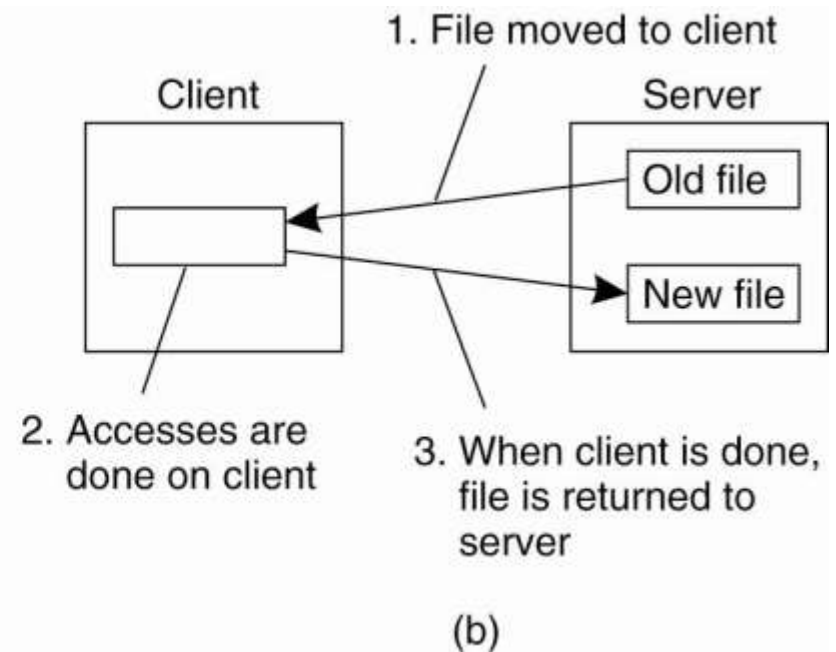 1. File moved to client
Client
Server
Old file
New file
2. Accesses are
done on client
3. When client is done,
file is returned to
server
(b)